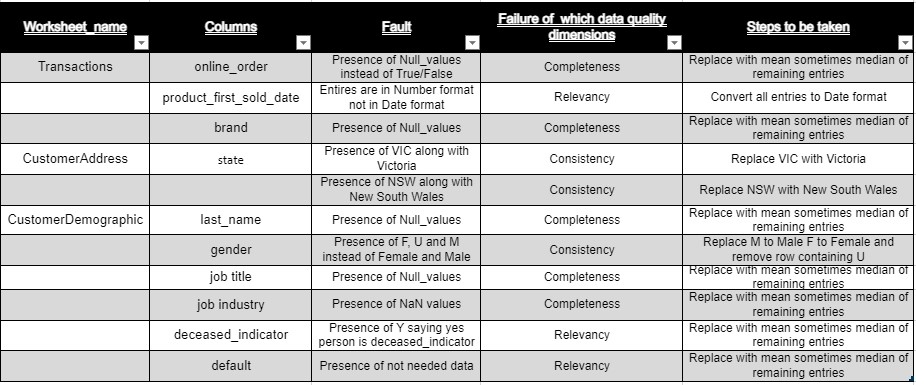 Worksheet_name Columns Fault Failure of which data quality
dimensions Steps to be taken
Transactions online_order Presence of Null_values
instead of True/False Completeness Replace with mean sometimes median of
remaining entries
product_first_sold_date Entires are in Number format
not in Date format Relevancy Convert all entries to Date format
brand Presence of Null_values Completeness Replace with mean sometimes median of
remaining entries
CustomerAddress state Presence of VIC along with
Victoria Consistency Replace VIC with Victoria
Presence of NSW along with
New South Wales Consistency Replace NSW with New South Wales
CustomerDemographic last_name Presence of Null_values Completeness Replace with mean sometimes median of
remaining entries
gender Presence of F, U and M
instead of Female and Male Consistency Replace M to Male F to Female and
remove row containing U
job title Presence of Null_values Completeness Replace with mean sometimes median of
remaining entries
job industry Presence of NaN values Completeness Replace with mean sometimes median of
remaining entries
deceased_indicator Presence of Y saying yes
person is deceased_indicator Relevancy Replace with mean sometimes median of
remaining entries
default Presence of not needed data Relevancy Replace with mean sometimes median of
remaining entries